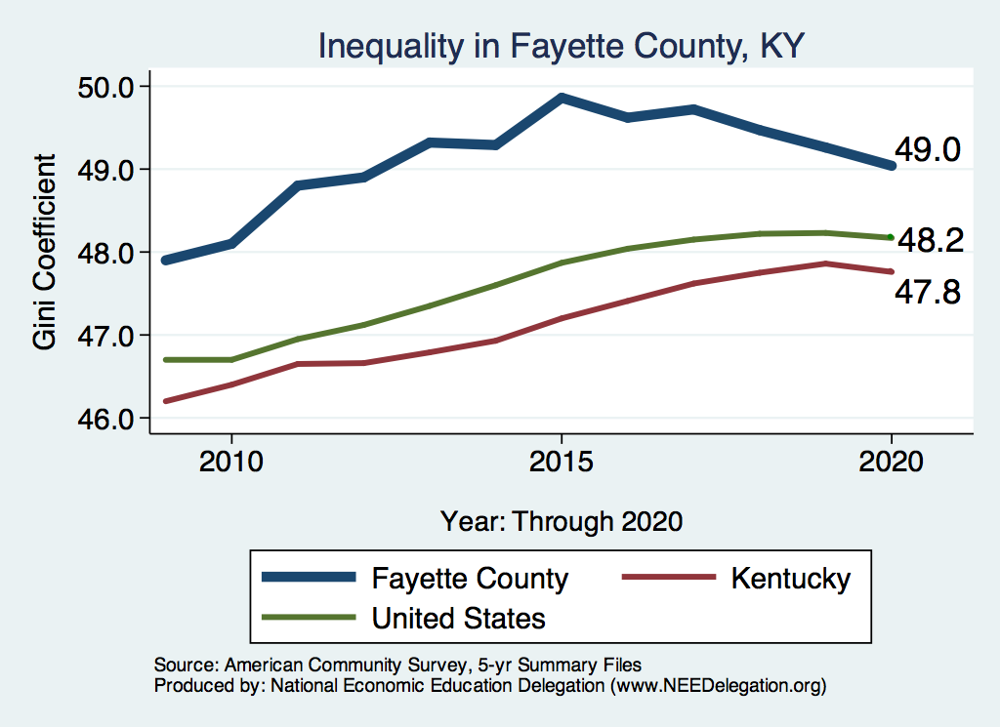 Inequality in Fayette County, KY
Gini Coefficient
50.0
49.0
48.0
47.0
46.0
49.0
48.2
47.8
2010 2015 2020
Year: Through 2020
Fayette County Kentucky
United States
Source: American Community Survey, 5-yr Summary Files
Produced by: National Economic Education Delegation (www.NEEDelegation.org)